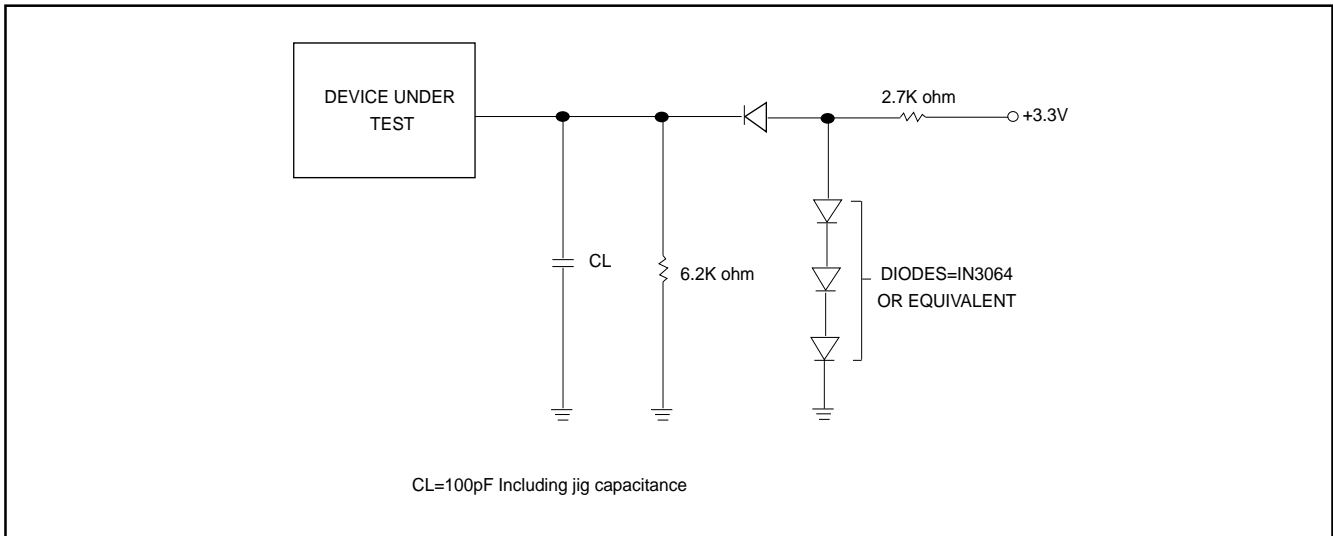 DEVICE UNDER
TEST
2.7K ohm
+3.3V
CL
6.2K ohm
DIODES=IN3064
OR EQUIVALENT
CL=100pF Including jig capacitance